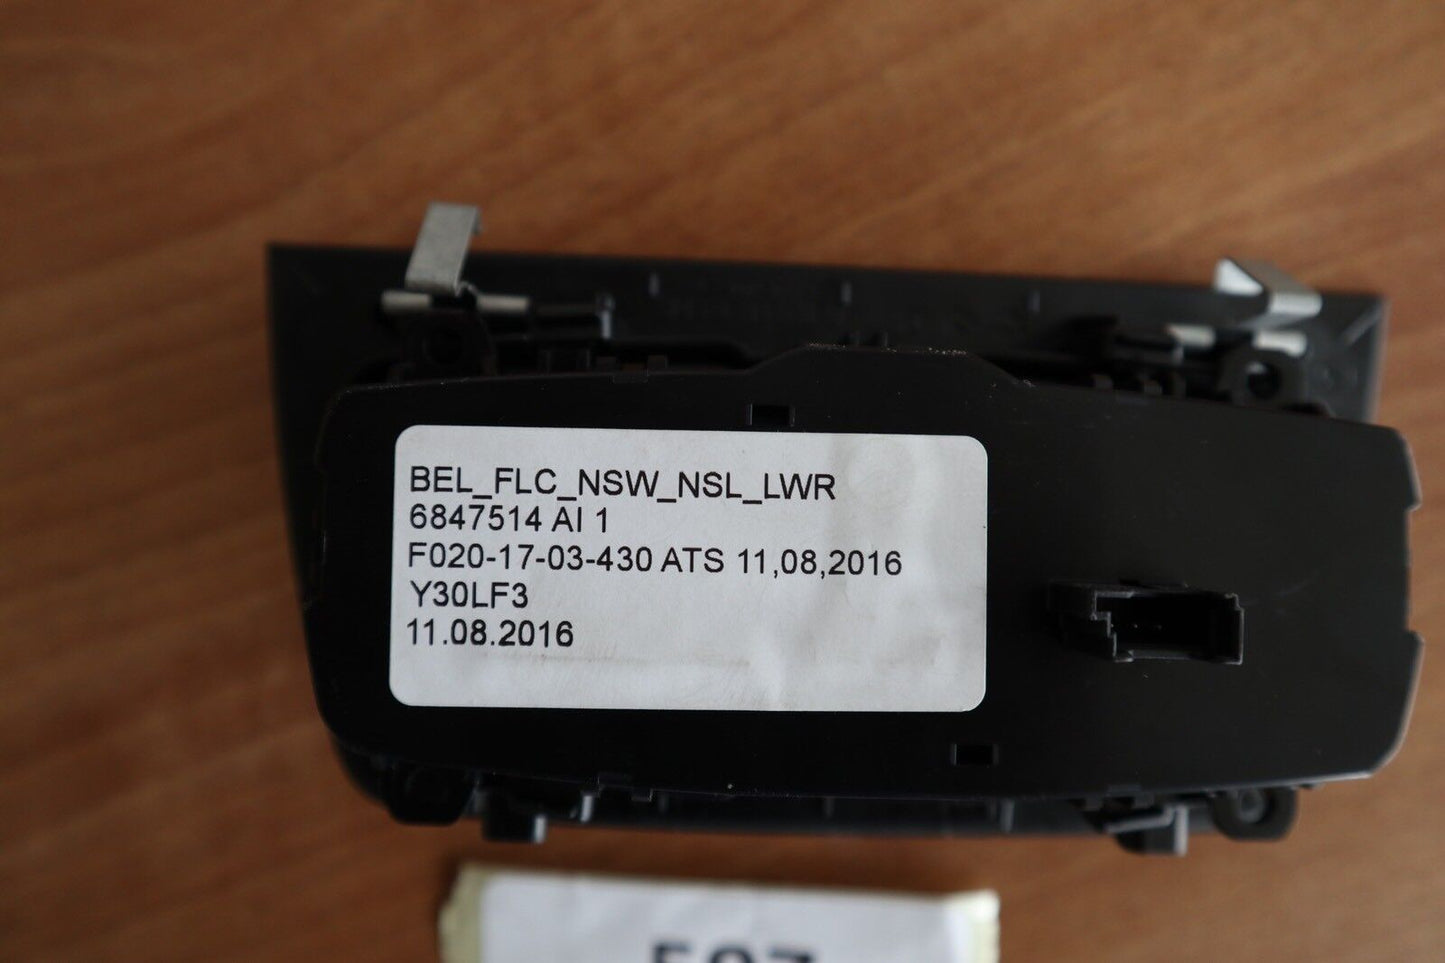 BEL_FLC_NSW_NSL_LWR
6847514 AI 1
F020-17-03-430 ATS 11,08,2016
Y30LF3
11.08.2016